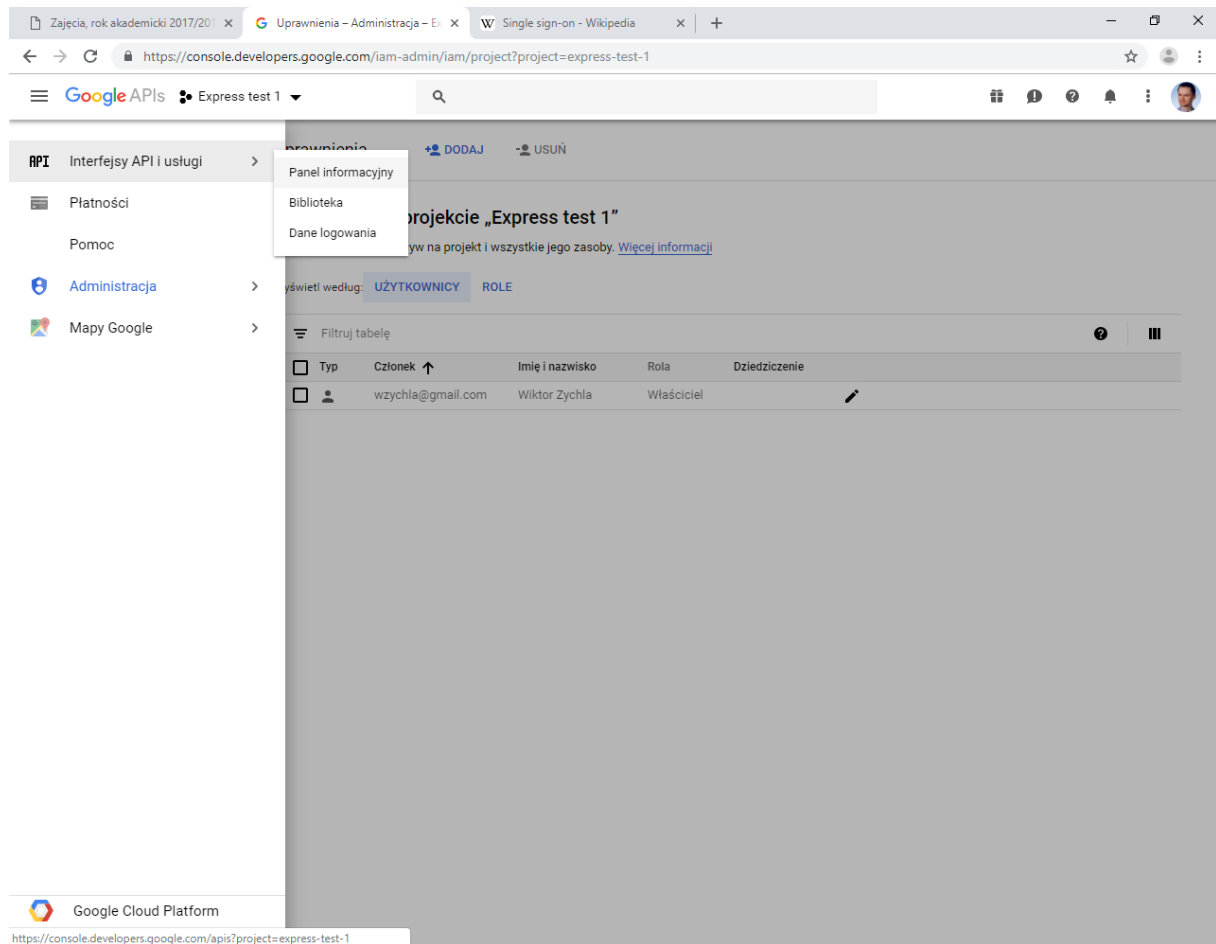 Zajęcia, rok akademicki 2017/201
Uprawnienia – Administracja – E
Single sign-on - Wikipedia
https://console.developers.google.com/iam-admin/iam/project?project=express-test-1
Google APIs Express test 1
Uprawnienia DODAJ USUŃ
API Interfejsy API i usługi
Płatności
Pomoc
Administracja
Mapy Google
Panel informacyjny
Biblioteka
Dane logowania
projekcie „Express test 1”
yw na projekt i wszystkie jego zasoby. Więcej informacji
yświetl według: UŻYTKOWNICY ROLE
Filtruj tabelę
Typ Członek Imię i nazwisko Rola Dziedziczenie
wzychla@gmail.com Wiktor Zychla Właściciel
Google Cloud Platform
https://console.developers.google.com/apis?project=express-test-1